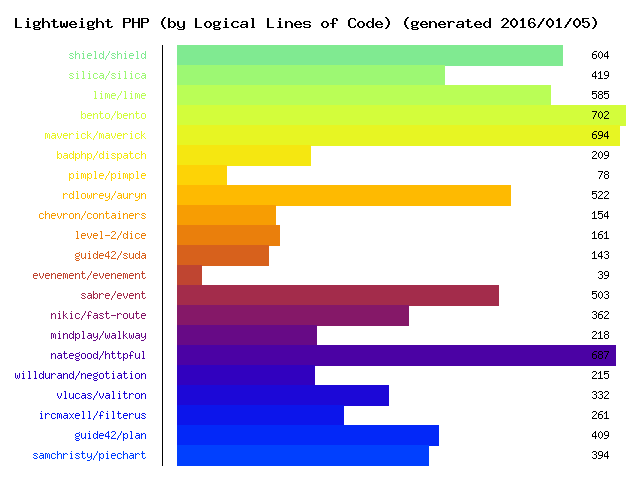 Lightweight PHP (by Logical Lines of Code) (generated 2016/01/05)
shield/shield 604
silica/silica 419
lime/lime 585
bento/bento 702
maverick/maverick 694
badphp/dispatch 209
pimple/pimple 78
rdlowrey/auryn 522
chevron/containers 154
level-2/dice 161
guide42/suda 143
evenement/evenement 39
sabre/event 503
nikic/fast-route 362
mindplay/walkway 218
nategood/httpful 687
willdurand/negotiation 215
vlucas/valitron 332
ircmaxell/filterus 261
guide42/plan 409
samchristy/piechart 394